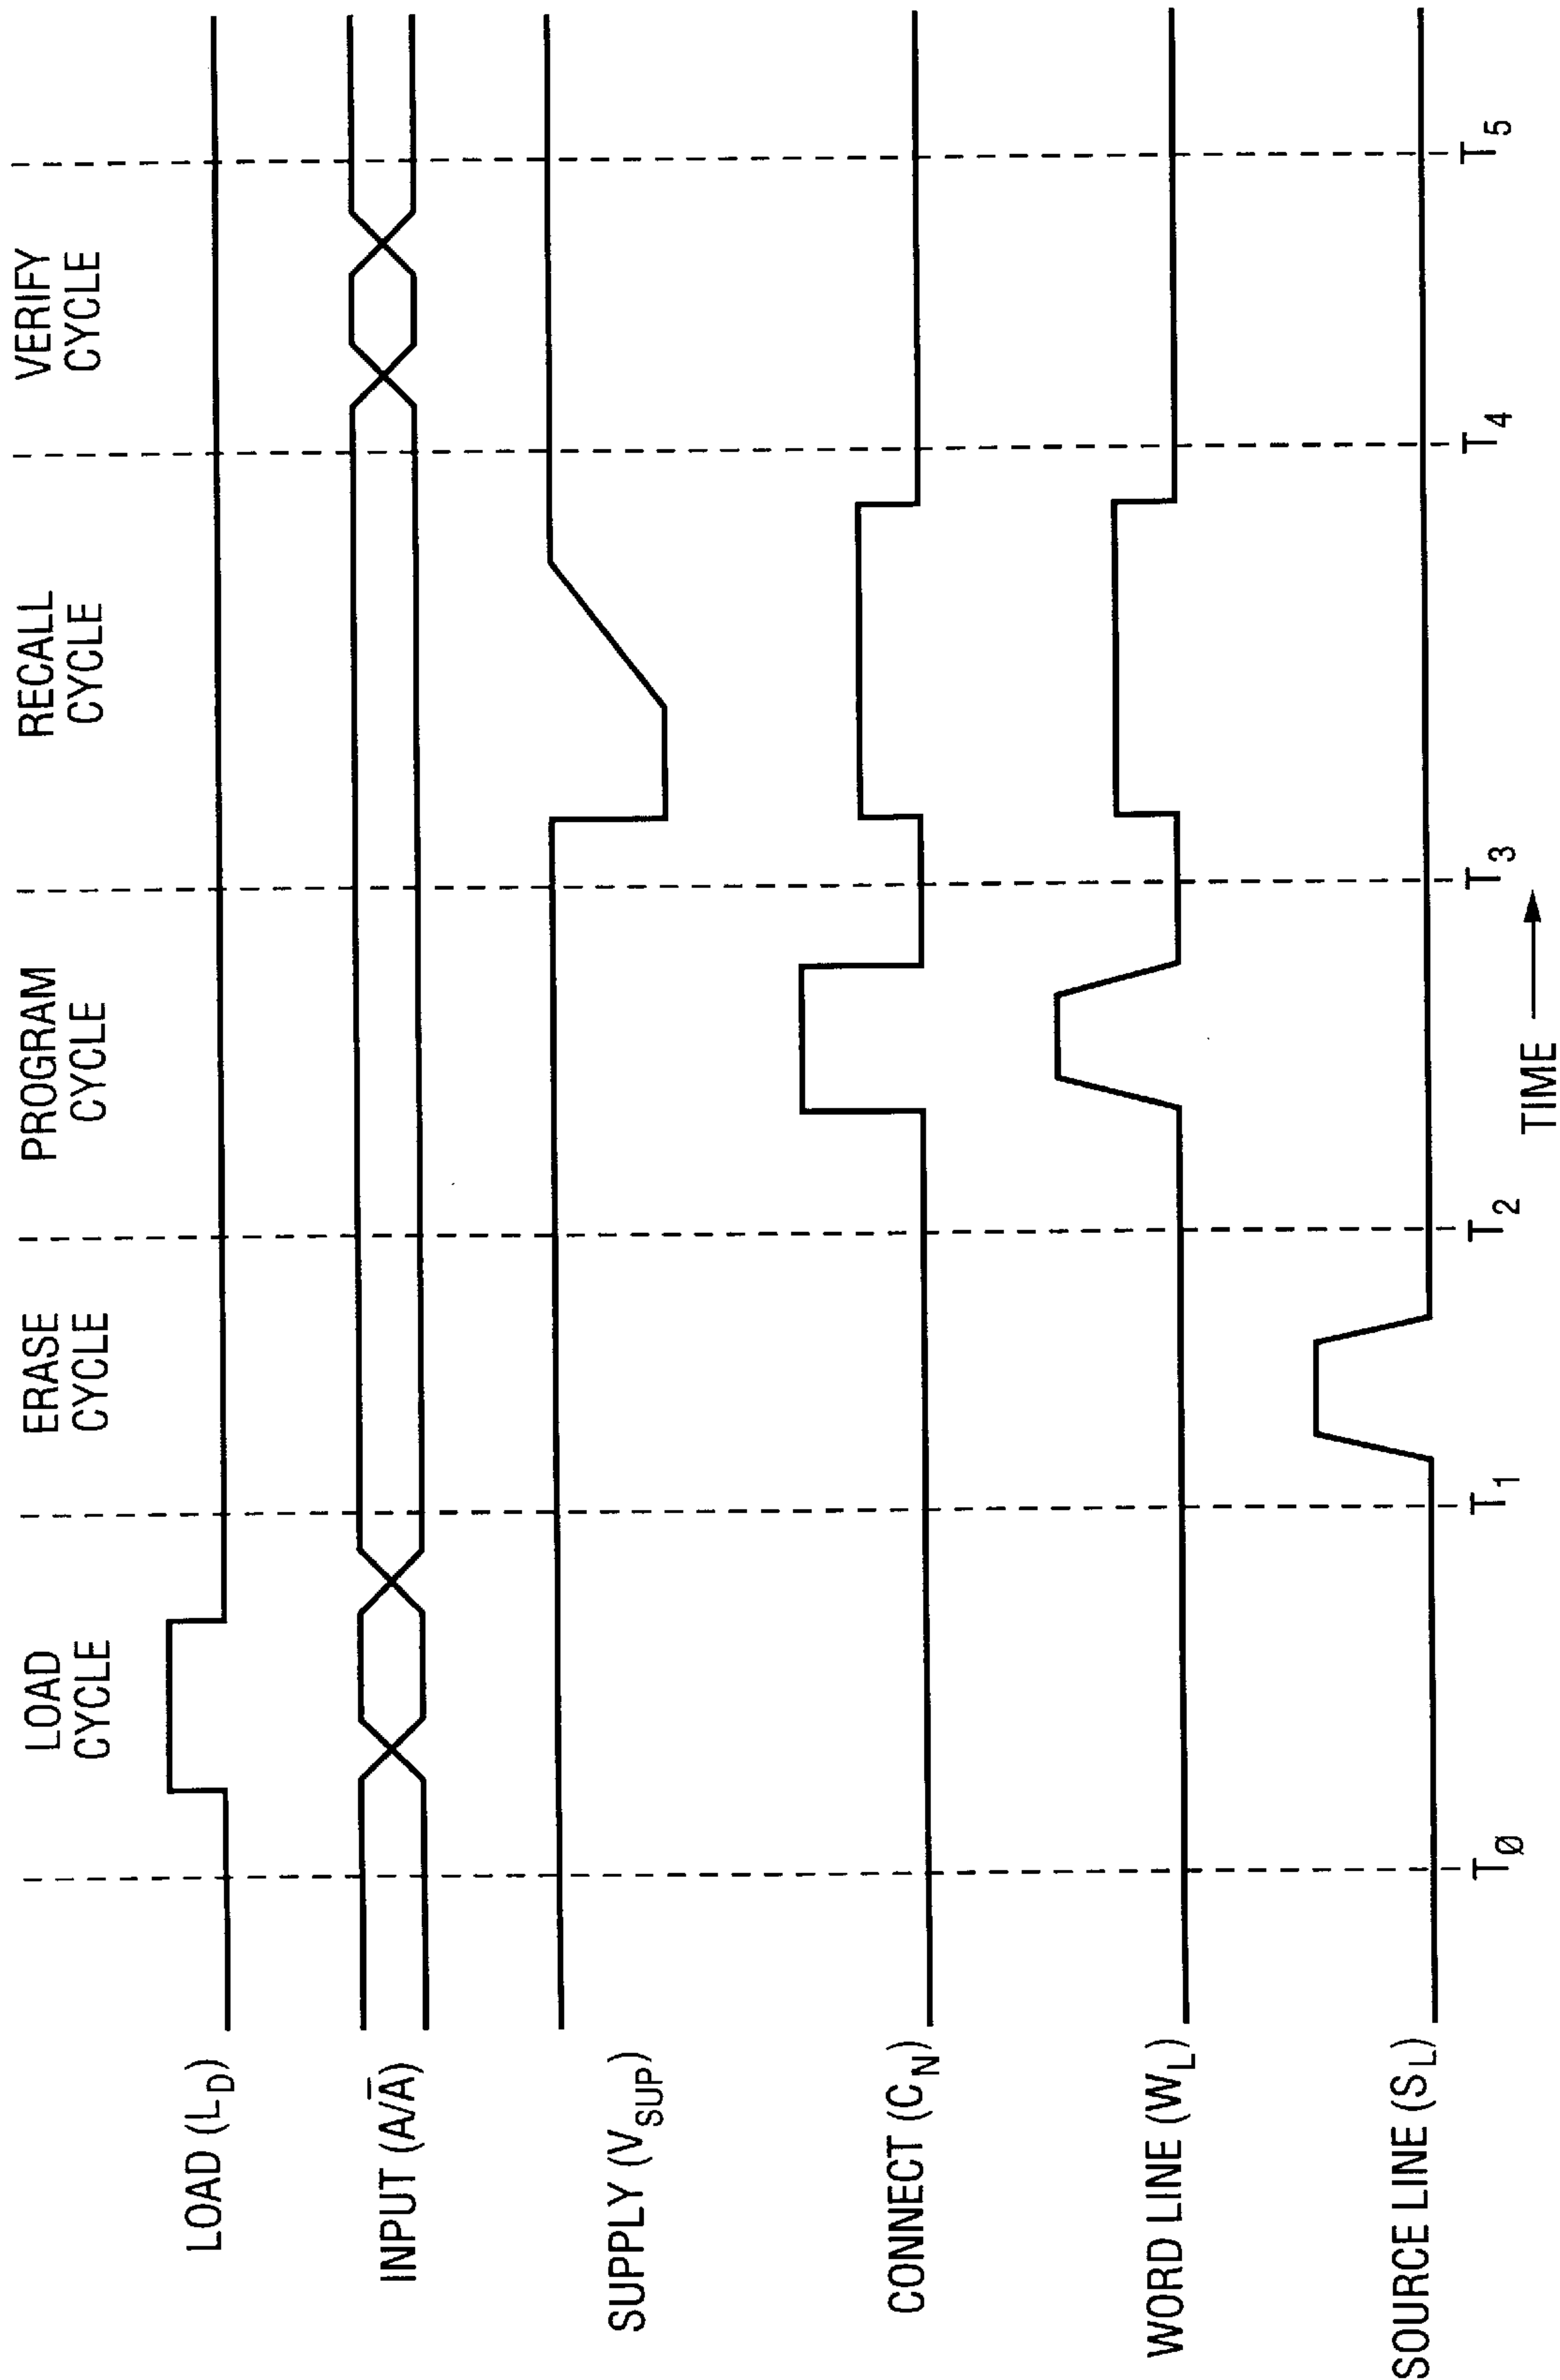 LOAD
CYCLE
ERASE
CYCLE
PROGRAM
CYCLE
RECALL
CYCLE
VERIFY
CYCLE
LOAD (L_D)
INPUT (A/A̅)
SUPPLY (V_SUP)
CONNECT (C_N)
WORD LINE (W_L)
SOURCE LINE (S_L)
T_Ø
T_1
T_2
T_3
T_4
T_5
TIME